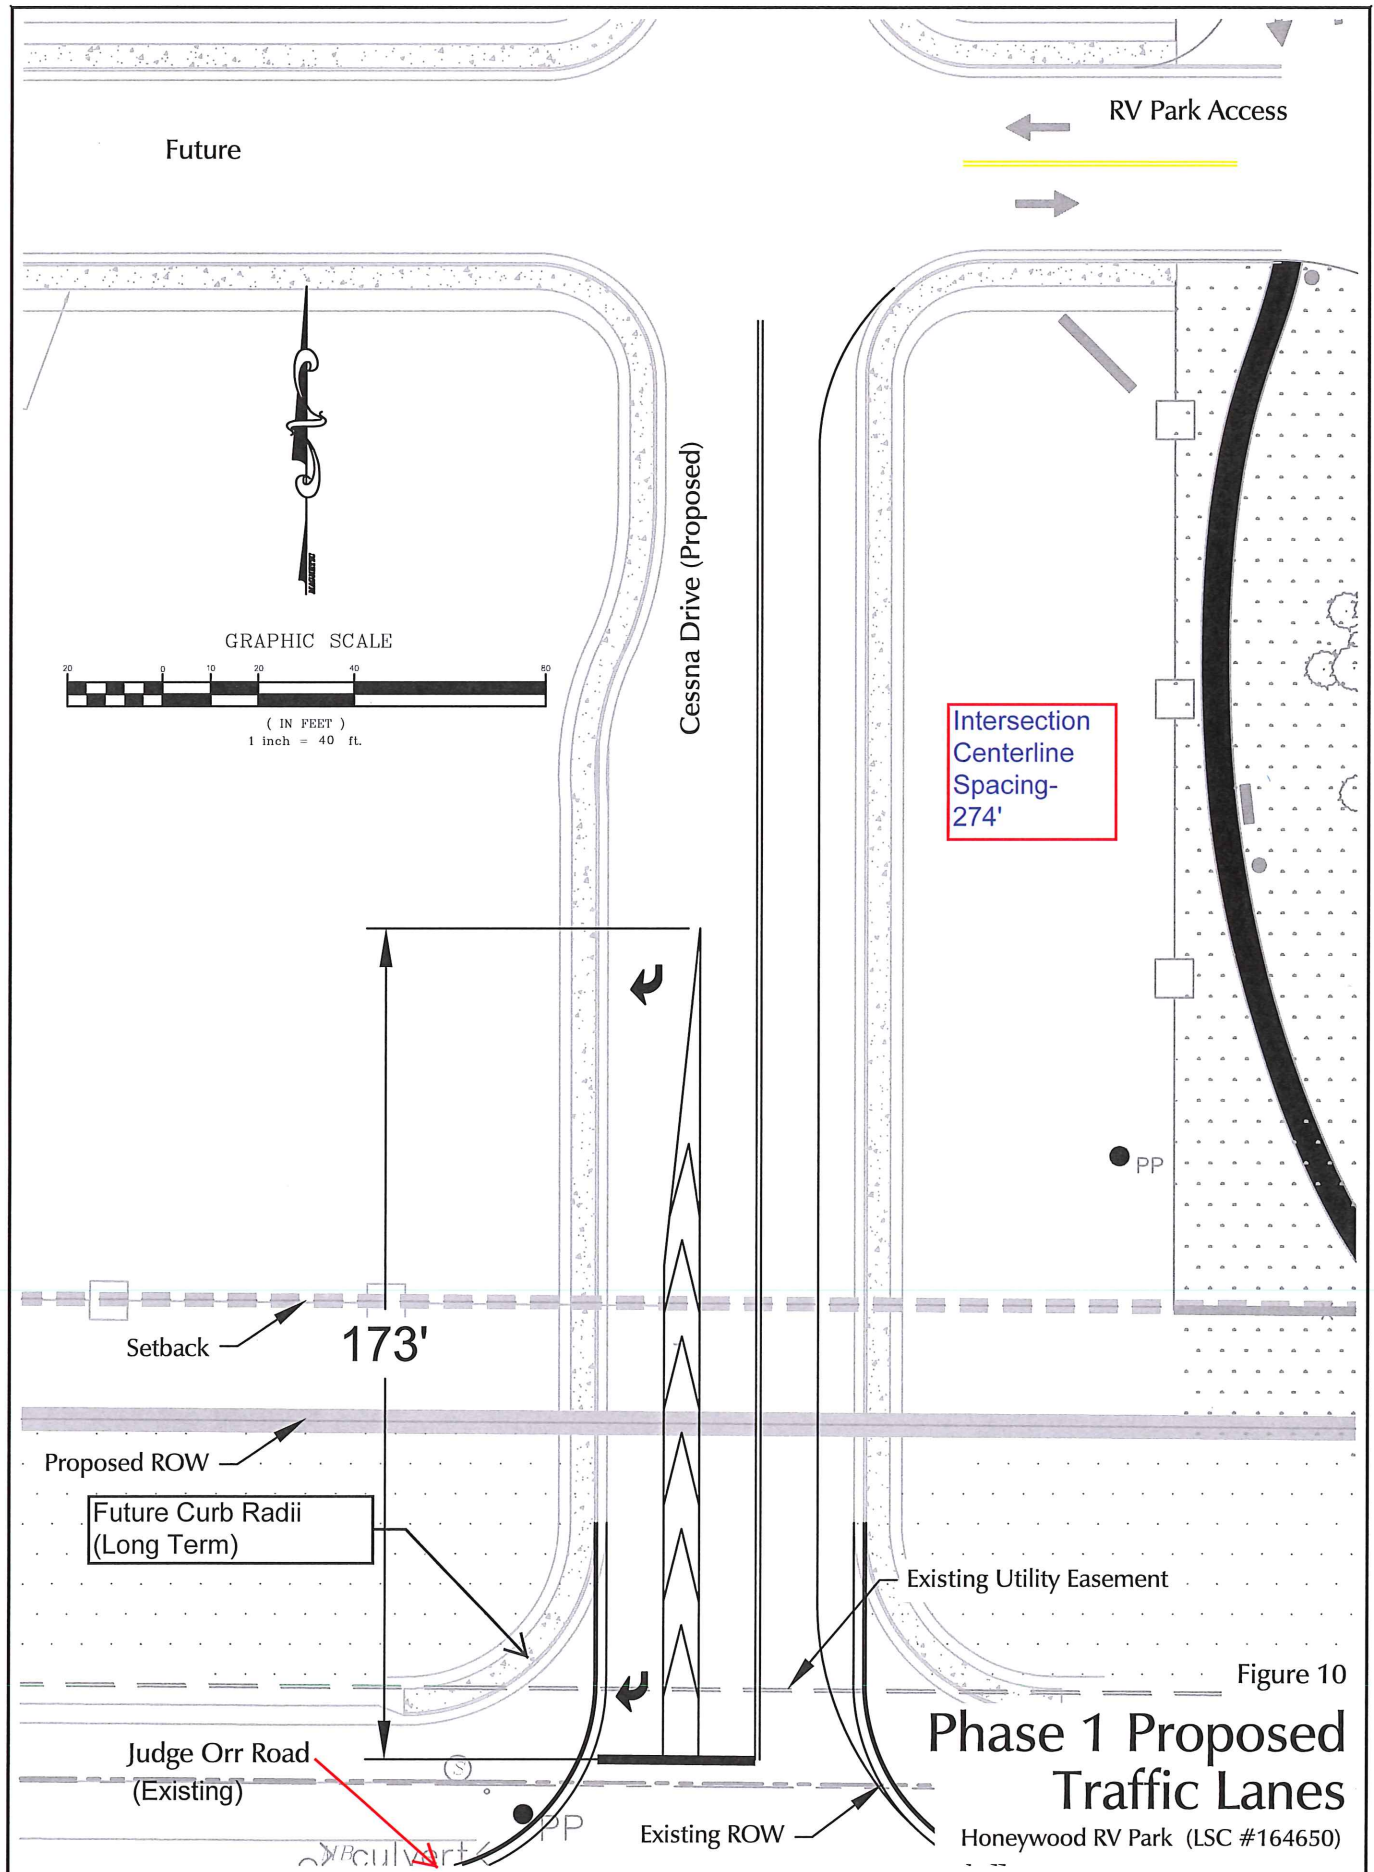 RV Park Access
Future
Cessna Drive (Proposed)
MAGNETIC
GRAPHIC SCALE
20 0 10 20 40 80
( IN FEET )
1 inch = 40 ft.
Intersection
Centerline
Spacing-
274'
PP
Setback
173'
Proposed ROW
Future Curb Radii
(Long Term)
Existing Utility Easement
Figure 10
Phase 1 Proposed
Traffic Lanes
Honeywood RV Park (LSC #164650)
Judge Orr Road
(Existing)
S
PP
Existing ROW
culvert